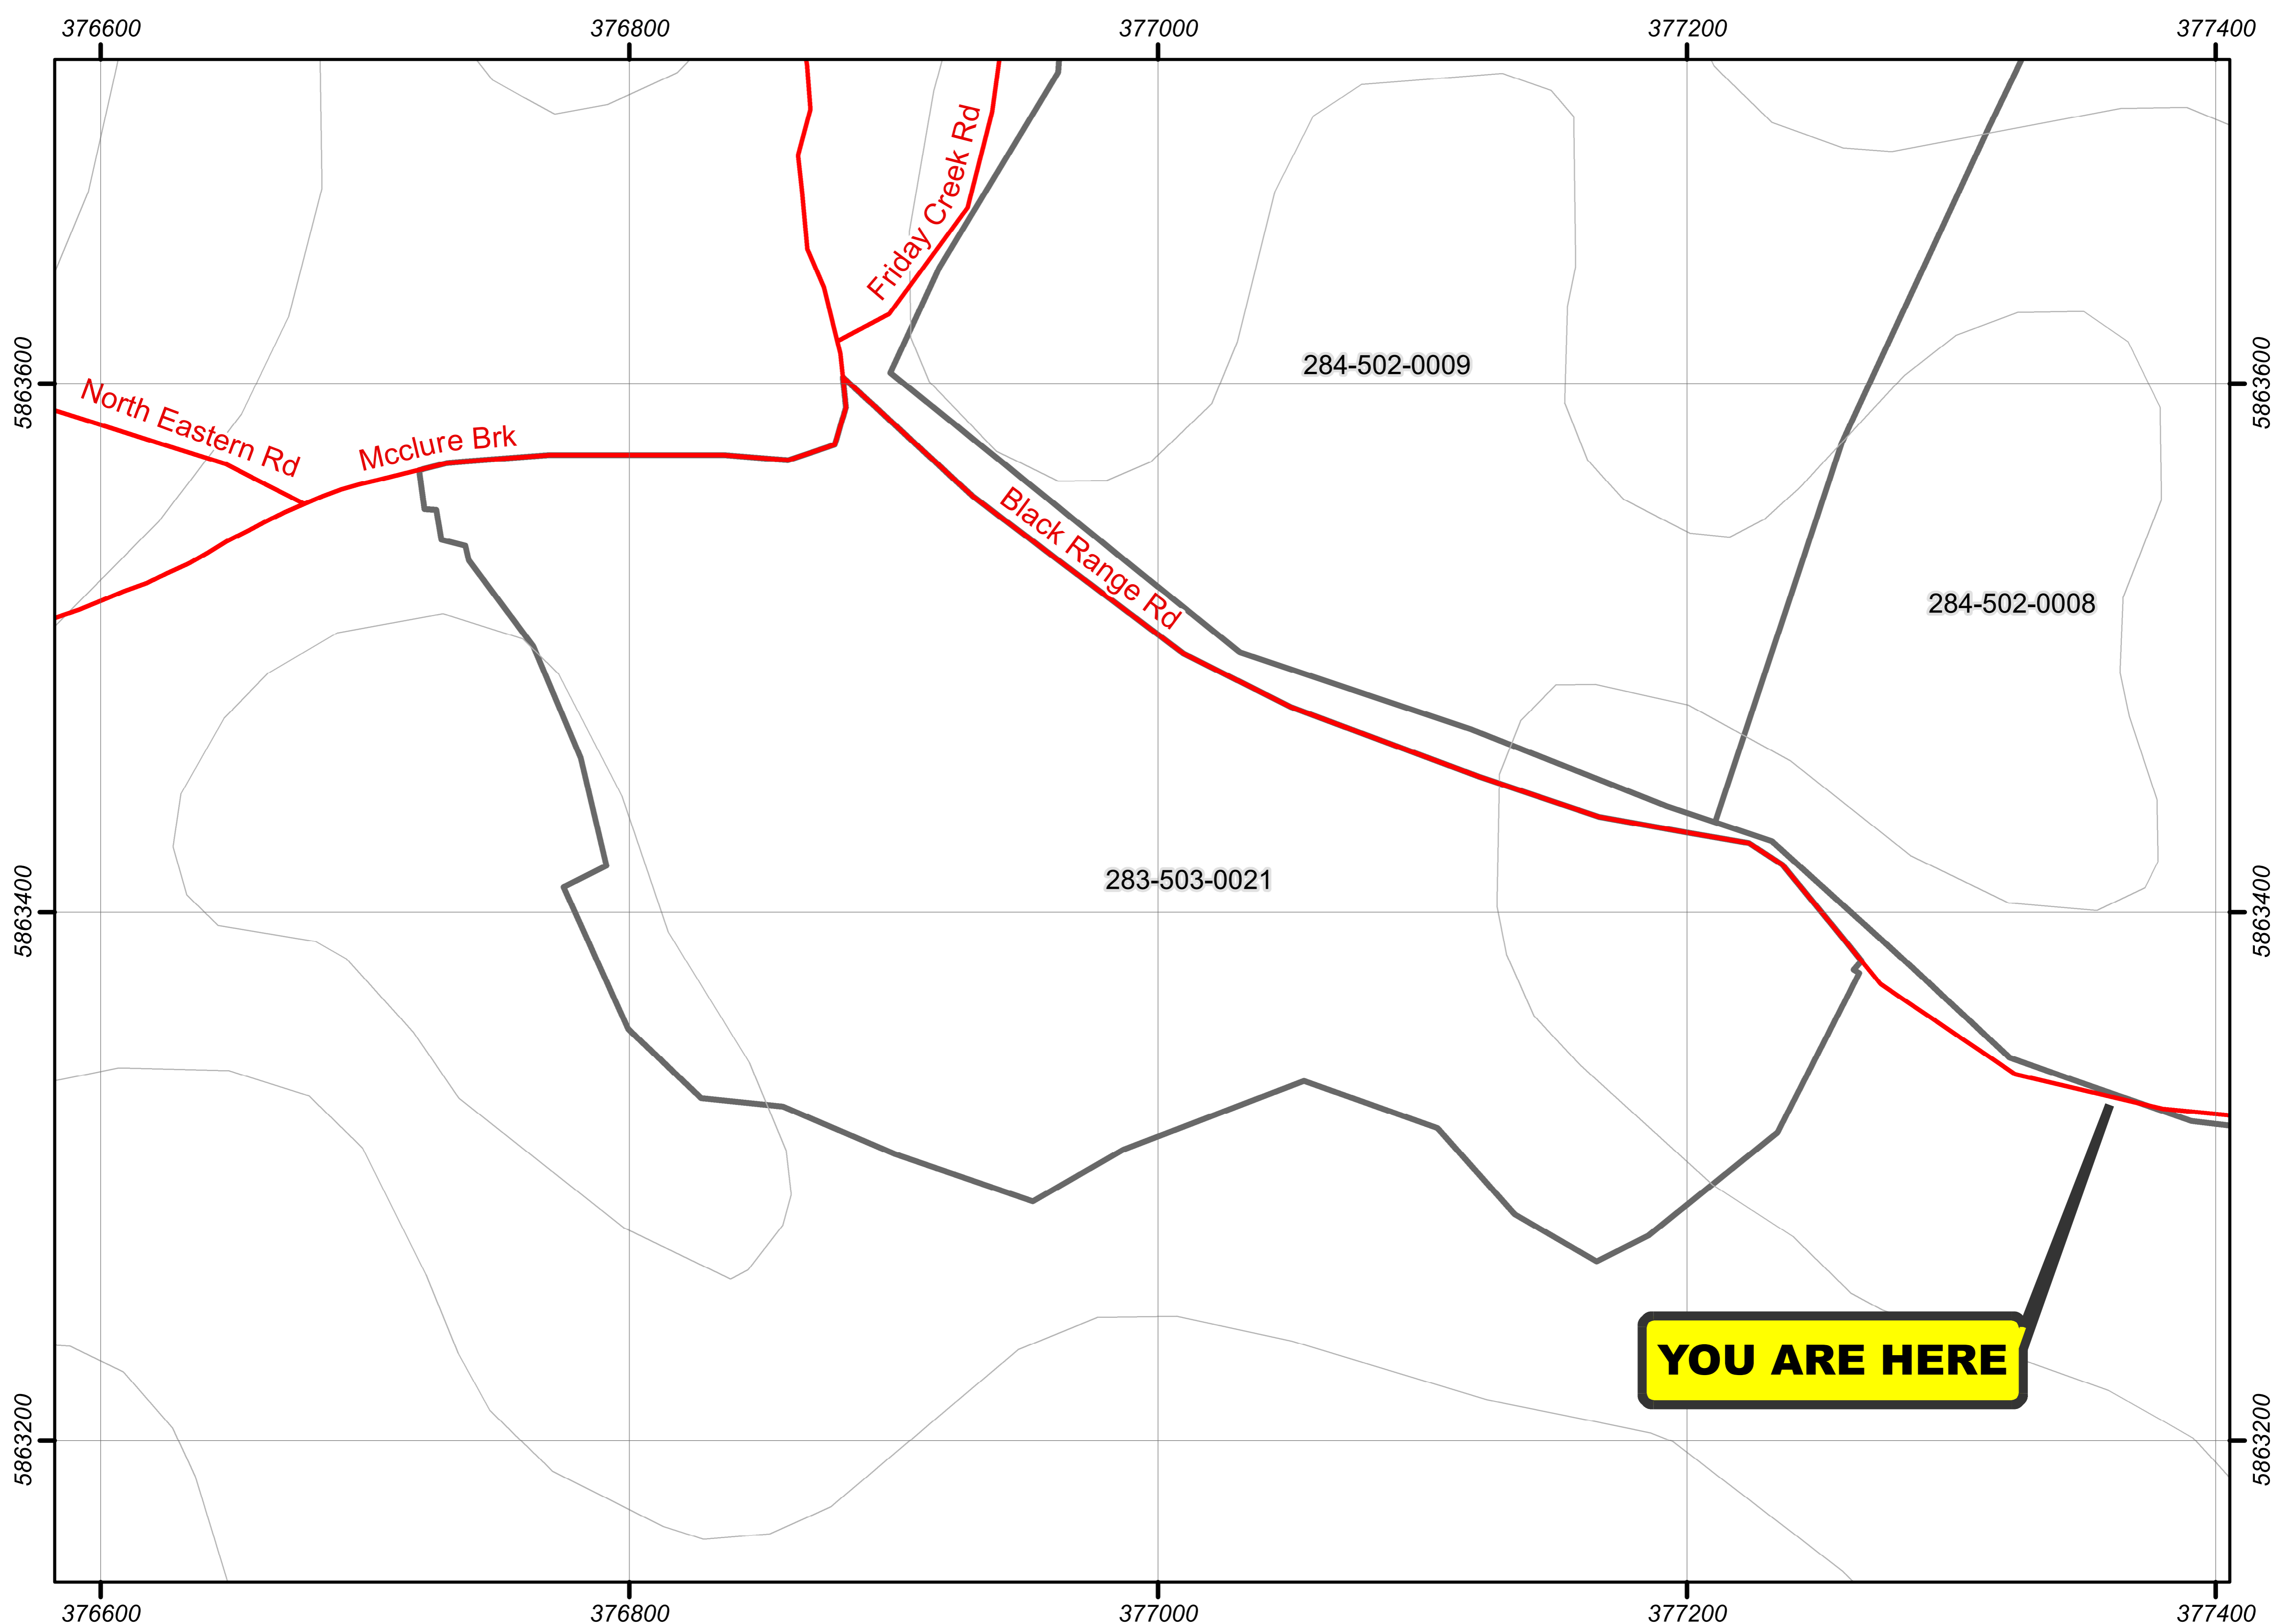 376600 376800 377000 377200 377400
Friday Creek Rd
5863600
284-502-0009
5863600
North Eastern Rd
Mcclure Brk
Black Range Rd
284-502-0008
283-503-0021
5863400
5863400
YOU ARE HERE
5863200
5863200
376600 376800 377000 377200 377400